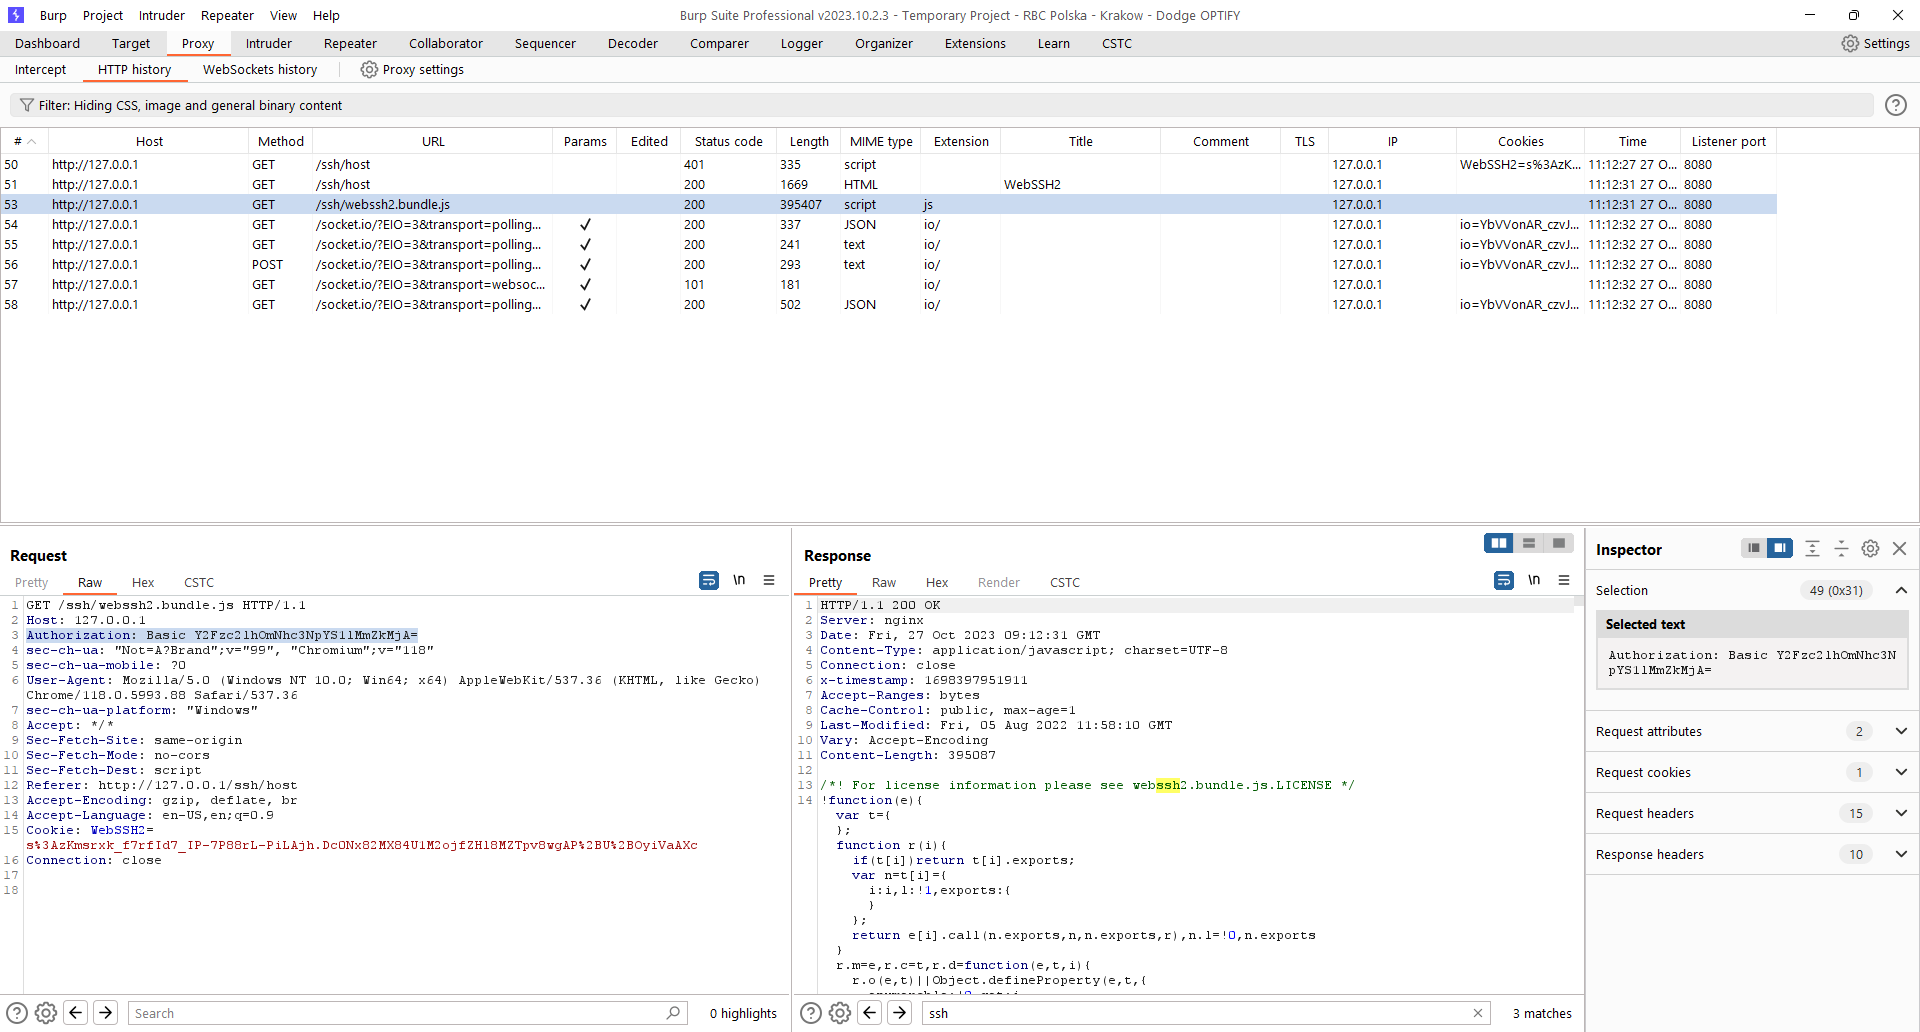 Burp Project Intruder Repeater View Help Burp Suite Professional v2023.10.2.3 - Temporary Project - RBC Polska - Krakow - Dodge OPTIFY
Dashboard Target Proxy Intruder Repeater Collaborator Sequencer Decoder Comparer Logger Organizer Extensions Learn CSTC Settings
Intercept HTTP history WebSockets history Proxy settings
Filter: Hiding CSS, image and general binary content
# Host Method URL Params Edited Status code Length MIME type Extension Title Comment TLS IP Cookies Time Listener port
50 http://127.0.0.1 GET /ssh/host 401 335 script 127.0.0.1 WebSSH2=s%3AzK... 11:12:27 27 O... 8080
51 http://127.0.0.1 GET /ssh/host 200 1669 HTML WebSSH2 127.0.0.1 11:12:31 27 O... 8080
53 http://127.0.0.1 GET /ssh/webssh2.bundle.js 200 395407 script js 127.0.0.1 11:12:31 27 O... 8080
54 http://127.0.0.1 GET /socket.io/?EIO=3&transport=polling... ✓ 200 337 JSON io/ 127.0.0.1 io=YbVVonAR_czvJ... 11:12:32 27 O... 8080
55 http://127.0.0.1 GET /socket.io/?EIO=3&transport=polling... ✓ 200 241 text io/ 127.0.0.1 io=YbVVonAR_czvJ... 11:12:32 27 O... 8080
56 http://127.0.0.1 POST /socket.io/?EIO=3&transport=polling... ✓ 200 293 text io/ 127.0.0.1 io=YbVVonAR_czvJ... 11:12:32 27 O... 8080
57 http://127.0.0.1 GET /socket.io/?EIO=3&transport=websoc... ✓ 101 181 io/ 127.0.0.1 11:12:32 27 O... 8080
58 http://127.0.0.1 GET /socket.io/?EIO=3&transport=polling... ✓ 200 502 JSON io/ 127.0.0.1 io=YbVVonAR_czvJ... 11:12:32 27 O... 8080
Request
Pretty Raw Hex CSTC \n
1 GET /ssh/webssh2.bundle.js HTTP/1.1
2 Host: 127.0.0.1
3 Authorization: Basic Y2Fzc2lhOmNhc3NpYS1lMmZkMjA=
4 sec-ch-ua: "Not=A?Brand";v="99", "Chromium";v="118"
5 sec-ch-ua-mobile: ?0
6 User-Agent: Mozilla/5.0 (Windows NT 10.0; Win64; x64) AppleWebKit/537.36 (KHTML, like Gecko)
Chrome/118.0.5993.88 Safari/537.36
7 sec-ch-ua-platform: "Windows"
8 Accept: */*
9 Sec-Fetch-Site: same-origin
10 Sec-Fetch-Mode: no-cors
11 Sec-Fetch-Dest: script
12 Referer: http://127.0.0.1/ssh/host
13 Accept-Encoding: gzip, deflate, br
14 Accept-Language: en-US,en;q=0.9
15 Cookie: WebSSH2=
s%3AzKmsrxk_f7rfId7_IP-7P88rL-PiLAjh.DcONx82MX84U1M2ojfZHl8MZTpv8wgAP%2BU%2BOyiVaAXc
16 Connection: close
17
18
Search 0 highlights
Response
Pretty Raw Hex Render CSTC \n
1 HTTP/1.1 200 OK
2 Server: nginx
3 Date: Fri, 27 Oct 2023 09:12:31 GMT
4 Content-Type: application/javascript; charset=UTF-8
5 Connection: close
6 x-timestamp: 1698397951911
7 Accept-Ranges: bytes
8 Cache-Control: public, max-age=1
9 Last-Modified: Fri, 05 Aug 2022 11:58:10 GMT
10 Vary: Accept-Encoding
11 Content-Length: 395087
12
13 /*! For license information please see webssh2.bundle.js.LICENSE */
14 !function(e){
var t={
};
function r(i){
if(t[i])return t[i].exports;
var n=t[i]={
i:i,l:!1,exports:{
}
};
return e[i].call(n.exports,n,n.exports,r),n.l=!0,n.exports
}
r.m=e,r.c=t,r.d=function(e,t,i){
r.o(e,t)||Object.defineProperty(e,t,{
ssh 3 matches
Inspector
Selection 49 (0x31)
Selected text
Authorization: Basic Y2Fzc2lhOmNhc3N
pYS1lMmZkMjA=
Request attributes 2
Request cookies 1
Request headers 15
Response headers 10